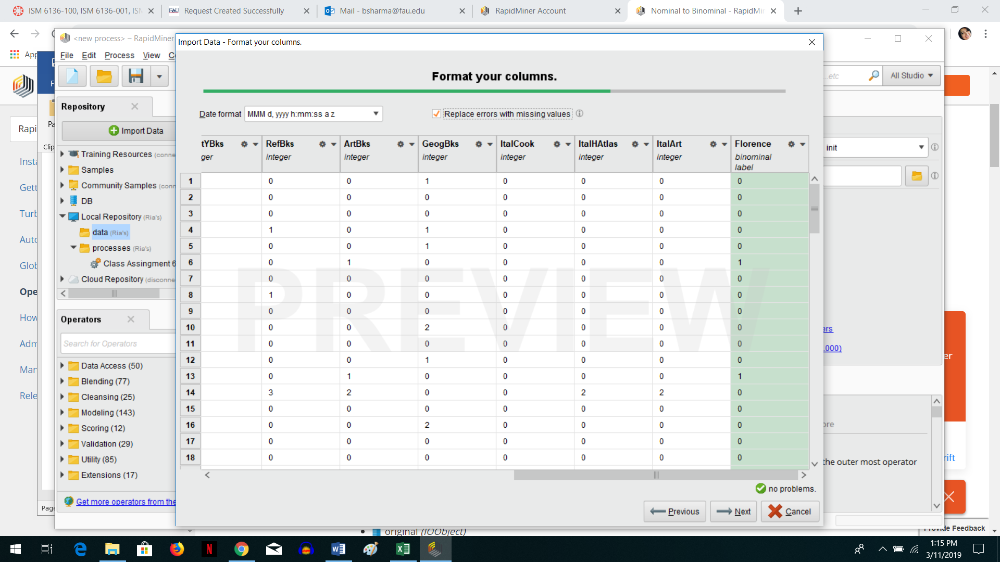 ISM 6136-100, ISM 6136-001, ISM
FAU Request Created Successfully
Mail - bsharma@fau.edu
RapidMiner Account
Nominal to Binominal - RapidMin
<new process> – RapidMiner
Import Data - Format your columns.
App
File Edit Process View C
Format your columns.
...etc
All Studio
Repository
Date format MMM d, yyyy h:mm:ss a z
Replace errors with missing values
Rapi
Pa
Import Data
Clip
tYBks RefBks ArtBks GeogBks ItalCook ItalHAtlas ItalArt Florence
ger integer integer integer integer integer integer binominal
label
init
Training Resources (conne
Samples
Community Samples (conn
DB
Local Repository (Ria's)
data (Ria's)
processes (Ria's)
Class Assingment 6
Cloud Repository (disconne
Insta
Gett
Turb
Auto
Glob
Ope
How
Adm
Man
Rele
1 0 0 1 0 0 0 0
2 0 0 0 0 0 0 0
3 0 0 0 0 0 0 0
4 1 0 1 0 0 0 0
5 0 0 1 0 0 0 0
6 0 1 0 0 0 0 1
7 0 0 0 0 0 0 0
8 1 0 0 0 0 0 0
9 0 0 0 0 0 0 0
10 0 0 2 0 0 0 0
11 0 0 0 0 0 0 0
12 0 0 1 0 0 0 0
13 0 1 0 0 0 0 1
14 3 2 0 0 2 2 0
15 0 0 0 0 0 0 0
16 0 0 2 0 0 0 0
17 0 0 0 0 0 0 0
18 0 0 0 0 0 0 0
PREVIEW
Operators
Search for Operators
Data Access (50)
Blending (77)
Cleansing (25)
Modeling (143)
Scoring (12)
Validation (29)
Utility (85)
Extensions (17)
Get more operators from the
ers
.000)
er
ore
the outer most operator
rift
no problems.
Previous
Next
Cancel
Page
original (IOObject)
Provide Feedback
1:15 PM
3/11/2019